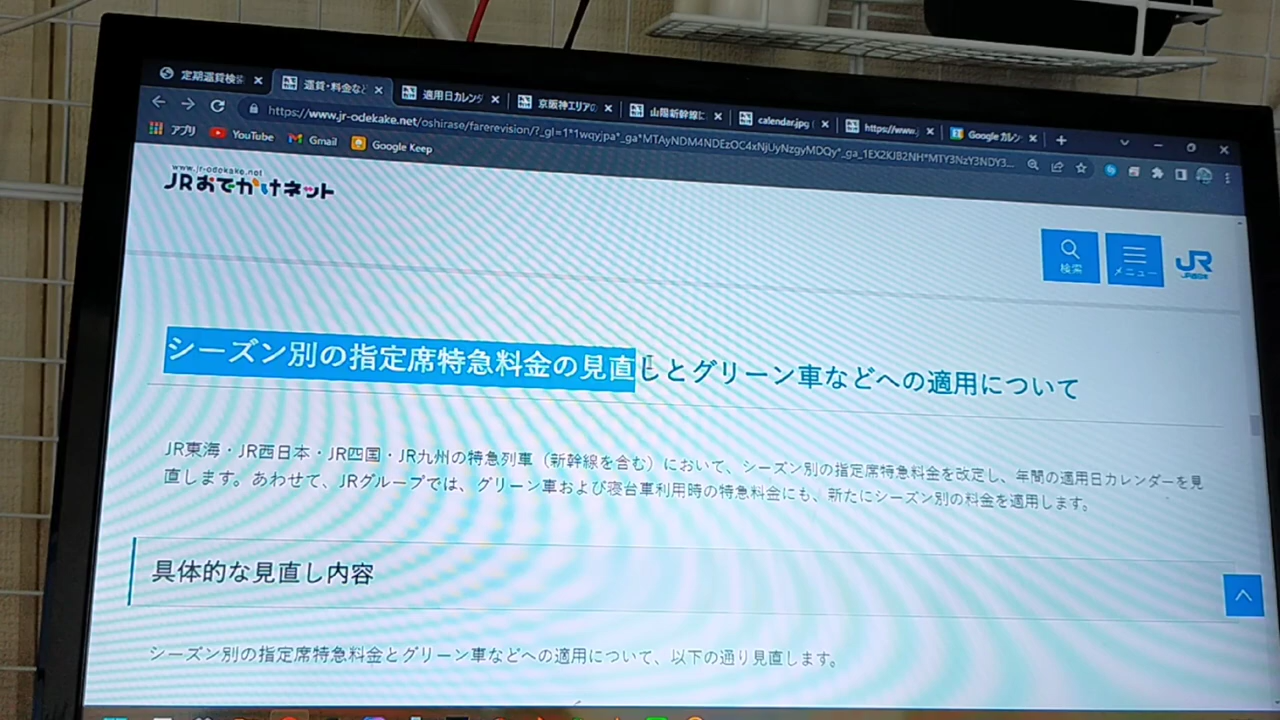 定期運賃検索
運賃・料金など
適用日カレンダ
京阪神エリアの
山陽新幹線に
calendar.jpg (
https://www.j
Google カレン
https://www.jr-odekake.net/oshirase/farerevision/?_gl=1*1wqyjpa*_ga*MTAyNDM4NDEzOC4xNjUyNzgyMDQy*_ga_1EX2KJB2NH*MTY3NzY3NDY3...
アプリ
YouTube
Gmail
Google Keep
www.jr-odekake.net
JRおでかけネット
検索
メニュー
JR
JR西日本
シーズン別の指定席特急料金の見直しとグリーン車などへの適用について
JR東海・JR西日本・JR四国・JR九州の特急列車（新幹線を含む）において、シーズン別の指定席特急料金を改定し、年間の適用日カレンダーを見
直します。あわせて、JRグループでは、グリーン車および寝台車利用時の特急料金にも、新たにシーズン別の料金を適用します。
具体的な見直し内容
シーズン別の指定席特急料金とグリーン車などへの適用について、以下の通り見直します。